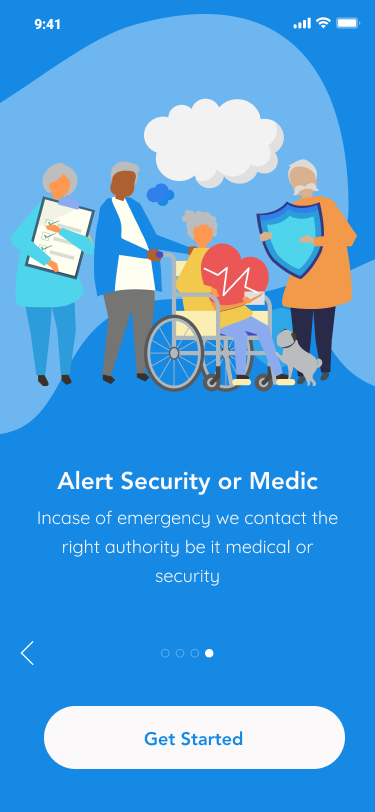 9:41
Alert Security or Medic
Incase of emergency we contact the
right authority be it medical or
security
Get Started